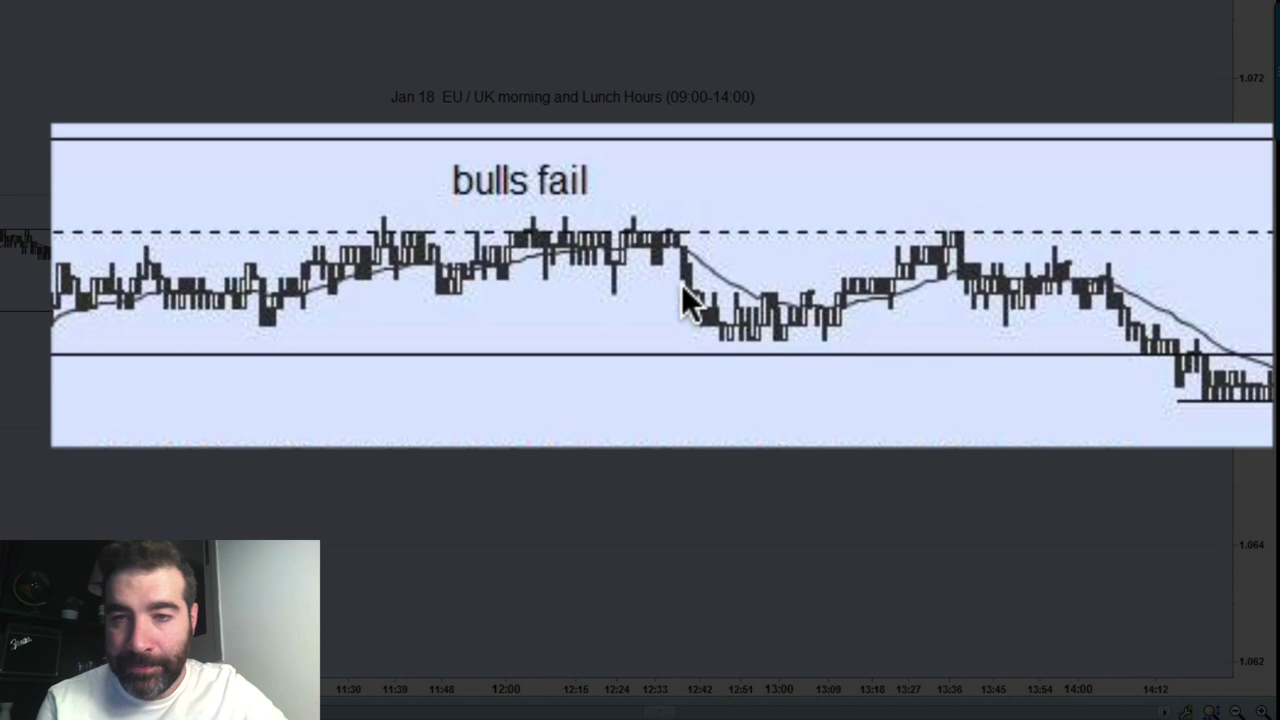 1.072
Jan 18 EU / UK morning and Lunch Hours (09:00-14:00)
bulls fail
1.064
Fender
1.062
11:30 11:39 11:48 12:00 12:15 12:24 12:33 12:42 12:51 13:00 13:09 13:18 13:27 13:36 13:45 13:54 14:00 14:12